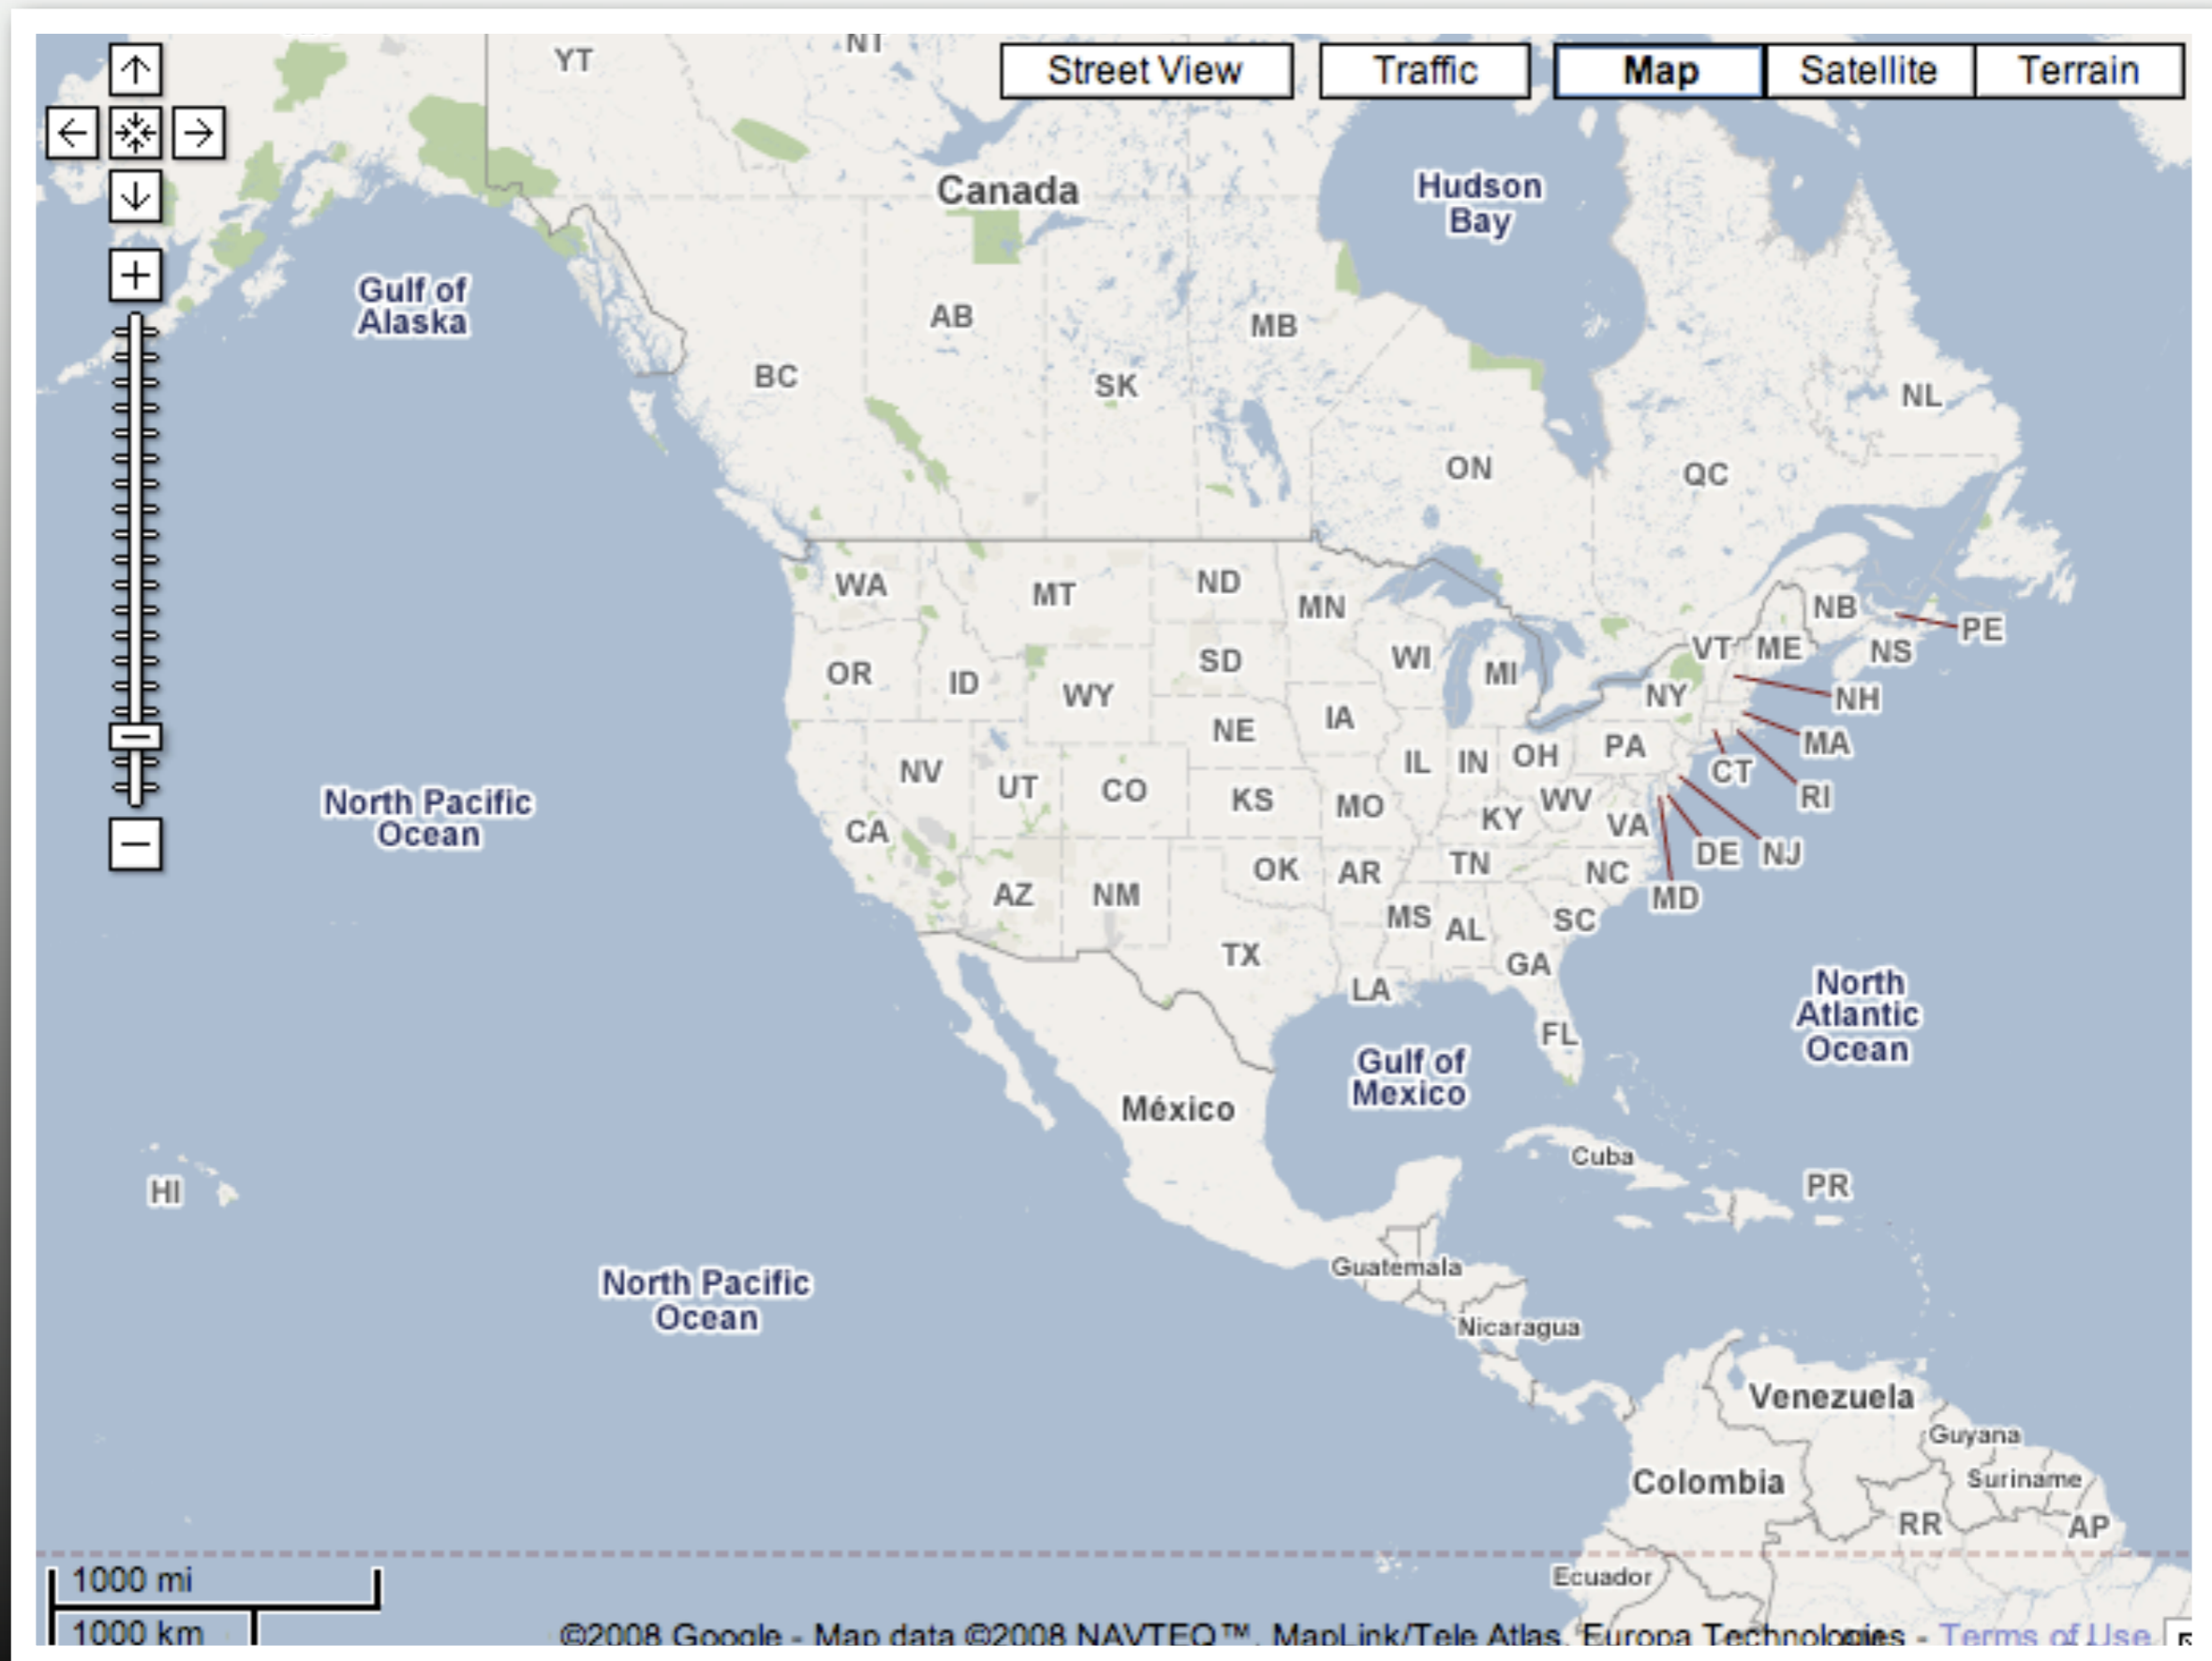 YT
NT
Street View
Traffic
Map
Satellite
Terrain
Canada
Hudson
Bay
Gulf of
Alaska
AB
MB
BC
SK
NL
ON
QC
WA
MT
ND
MN
NB
PE
OR
ID
WY
SD
WI
MI
VT
ME
NS
NY
NH
NE
IA
PA
MA
NV
UT
CO
IL
IN
OH
CT
RI
North Pacific
Ocean
CA
KS
MO
KY
WV
VA
DE
NJ
AZ
NM
OK
AR
TN
NC
MD
TX
MS
AL
SC
GA
LA
FL
North
Atlantic
Ocean
Gulf of
Mexico
México
Cuba
PR
HI
Guatemala
North Pacific
Ocean
Nicaragua
Venezuela
Guyana
Colombia
Suriname
RR
AP
Ecuador
1000 mi
1000 km
©2008 Google - Map data ©2008 NAVTEQ™, MapLink/Tele Atlas, Europa Technologies - Terms of Use